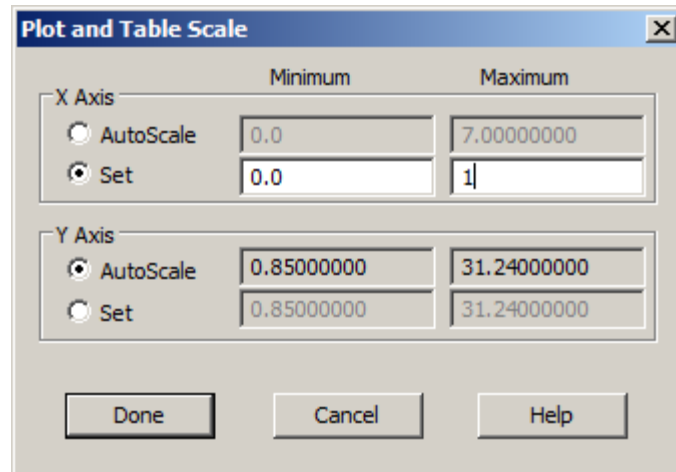 Plot and Table Scale
Minimum Maximum
X Axis
AutoScale 0.0 7.00000000
Set 0.0 1
Y Axis
AutoScale 0.85000000 31.24000000
Set 0.85000000 31.24000000
Done Cancel Help